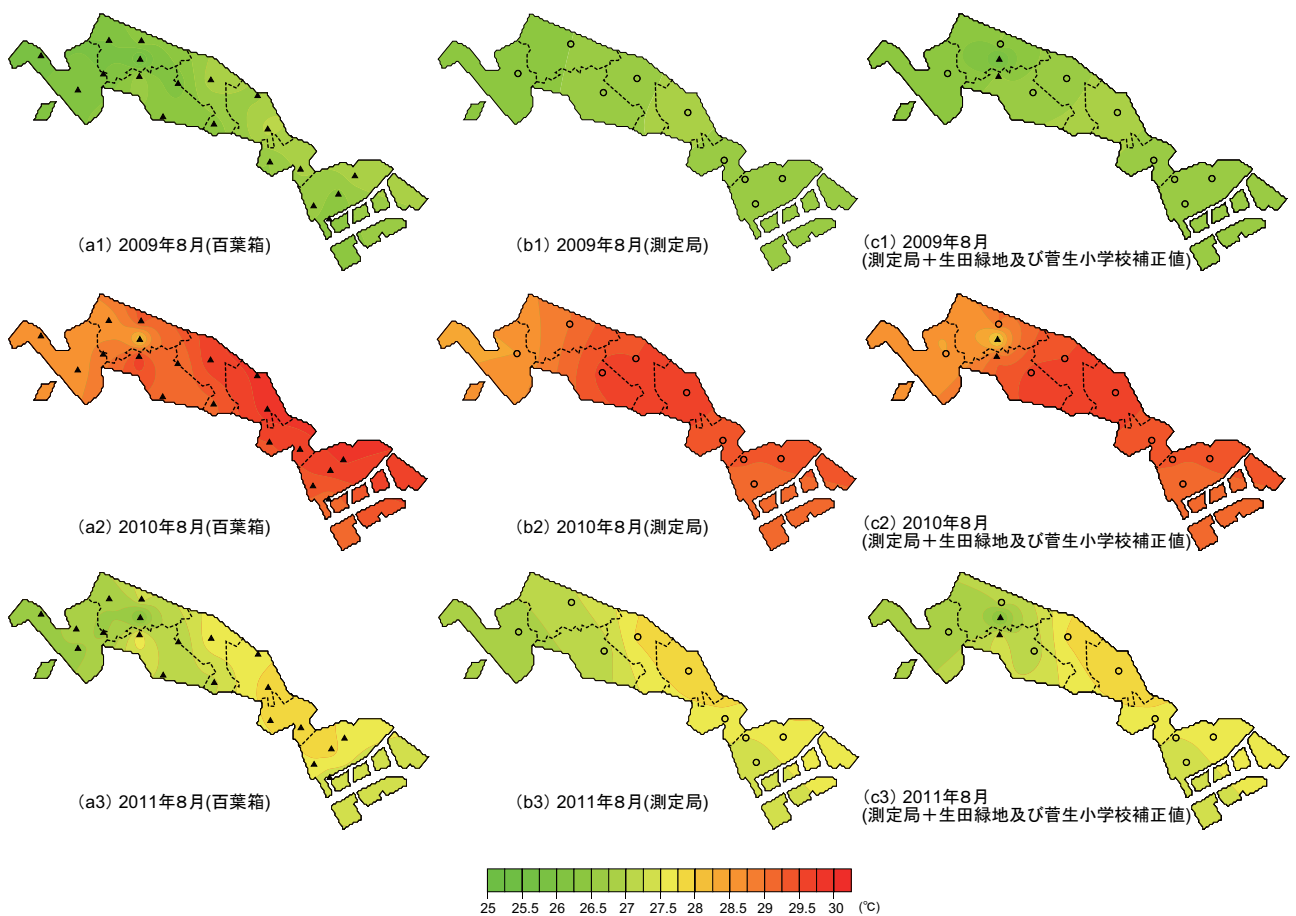 (a1) 2009年8月(百葉箱)
(b1) 2009年8月(測定局)
(c1) 2009年8月
(測定局+生田緑地及び菅生小学校補正値)
(a2) 2010年8月(百葉箱)
(b2) 2010年8月(測定局)
(c2) 2010年8月
(測定局+生田緑地及び菅生小学校補正値)
(a3) 2011年8月(百葉箱)
(b3) 2011年8月(測定局)
(c3) 2011年8月
(測定局+生田緑地及び菅生小学校補正値)
25 25.5 26 26.5 27 27.5 28 28.5 29 29.5 30 (℃)